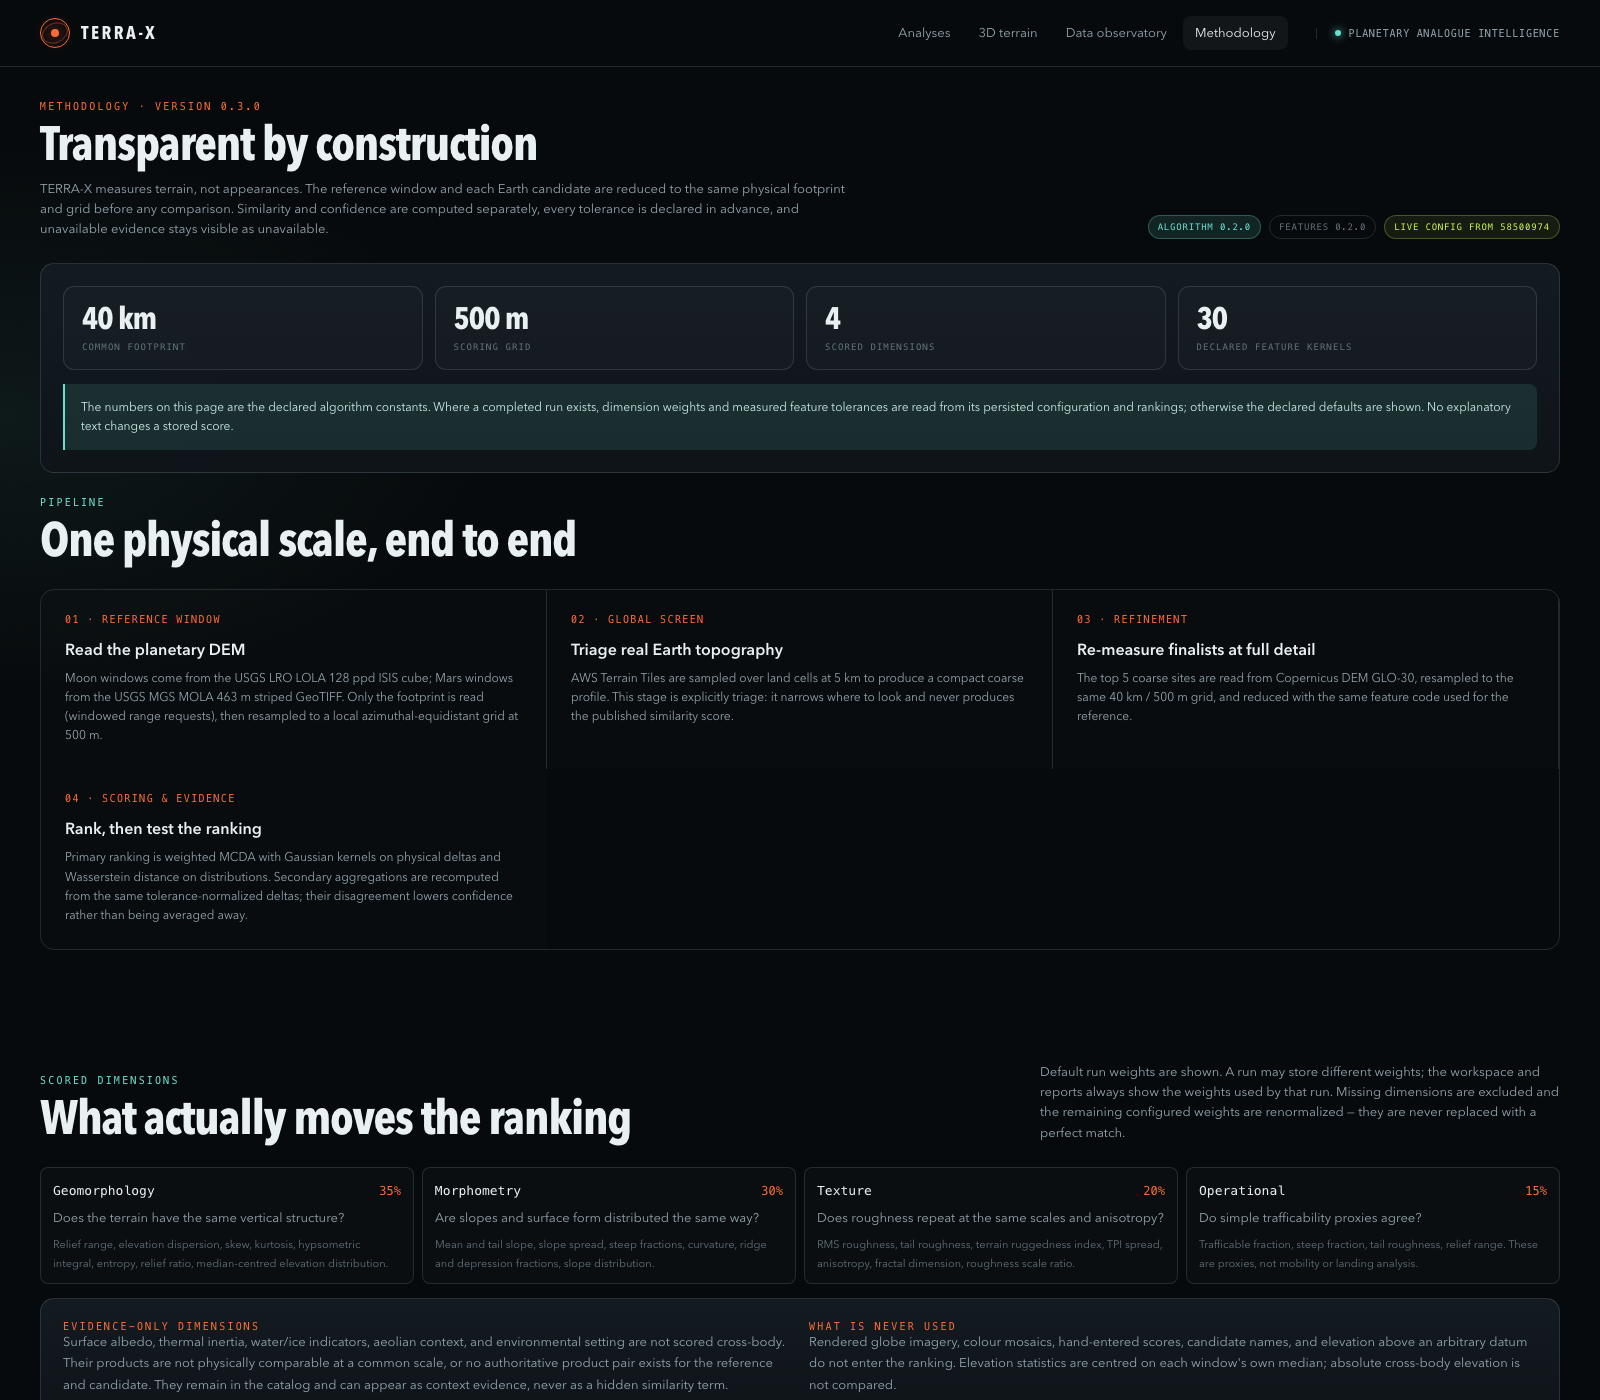 TERRA-X
Analyses
3D terrain
Data observatory
Methodology
PLANETARY ANALOGUE INTELLIGENCE
METHODOLOGY · VERSION 0.3.0
Transparent by construction
TERRA-X measures terrain, not appearances. The reference window and each Earth candidate are reduced to the same physical footprint
and grid before any comparison. Similarity and confidence are computed separately, every tolerance is declared in advance, and
unavailable evidence stays visible as unavailable.
ALGORITHM 0.2.0
FEATURES 0.2.0
LIVE CONFIG FROM 58500974
40 km
COMMON FOOTPRINT
500 m
SCORING GRID
4
SCORED DIMENSIONS
30
DECLARED FEATURE KERNELS
The numbers on this page are the declared algorithm constants. Where a completed run exists, dimension weights and measured feature tolerances are read from its persisted configuration and rankings; otherwise the declared defaults are shown. No explanatory
text changes a stored score.
PIPELINE
One physical scale, end to end
01 · REFERENCE WINDOW
Read the planetary DEM
Moon windows come from the USGS LRO LOLA 128 ppd ISIS cube; Mars windows
from the USGS MGS MOLA 463 m striped GeoTIFF. Only the footprint is read
(windowed range requests), then resampled to a local azimuthal-equidistant grid at
500 m.
02 · GLOBAL SCREEN
Triage real Earth topography
AWS Terrain Tiles are sampled over land cells at 5 km to produce a compact coarse
profile. This stage is explicitly triage: it narrows where to look and never produces
the published similarity score.
03 · REFINEMENT
Re-measure finalists at full detail
The top 5 coarse sites are read from Copernicus DEM GLO-30, resampled to the
same 40 km / 500 m grid, and reduced with the same feature code used for the
reference.
04 · SCORING & EVIDENCE
Rank, then test the ranking
Primary ranking is weighted MCDA with Gaussian kernels on physical deltas and
Wasserstein distance on distributions. Secondary aggregations are recomputed
from the same tolerance-normalized deltas; their disagreement lowers confidence
rather than being averaged away.
SCORED DIMENSIONS
What actually moves the ranking
Default run weights are shown. A run may store different weights; the workspace and
reports always show the weights used by that run. Missing dimensions are excluded and
the remaining configured weights are renormalized — they are never replaced with a
perfect match.
Geomorphology 35%
Does the terrain have the same vertical structure?
Relief range, elevation dispersion, skew, kurtosis, hypsometric
integral, entropy, relief ratio, median-centred elevation distribution.
Morphometry 30%
Are slopes and surface form distributed the same way?
Mean and tail slope, slope spread, steep fractions, curvature, ridge
and depression fractions, slope distribution.
Texture 20%
Does roughness repeat at the same scales and anisotropy?
RMS roughness, tail roughness, terrain ruggedness index, TPI spread,
anisotropy, fractal dimension, roughness scale ratio.
Operational 15%
Do simple trafficability proxies agree?
Trafficable fraction, steep fraction, tail roughness, relief range. These
are proxies, not mobility or landing analysis.
EVIDENCE-ONLY DIMENSIONS
Surface albedo, thermal inertia, water/ice indicators, aeolian context, and environmental setting are not scored cross-body.
Their products are not physically comparable at a common scale, or no authoritative product pair exists for the reference
and candidate. They remain in the catalog and can appear as context evidence, never as a hidden similarity term.
WHAT IS NEVER USED
Rendered globe imagery, colour mosaics, hand-entered scores, candidate names, and elevation above an arbitrary datum
do not enter the ranking. Elevation statistics are centred on each window's own median; absolute cross-body elevation is
not compared.